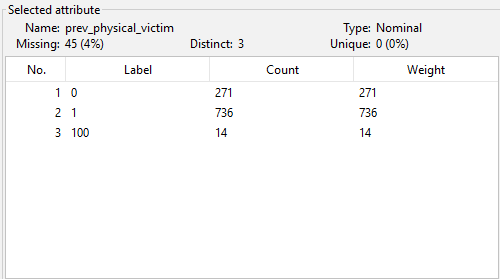 Selected attribute
Name: prev_physical_victim Type: Nominal
Missing: 45 (4%) Distinct: 3 Unique: 0 (0%)
No. Label Count Weight
1 0 271 271
2 1 736 736
3 100 14 14